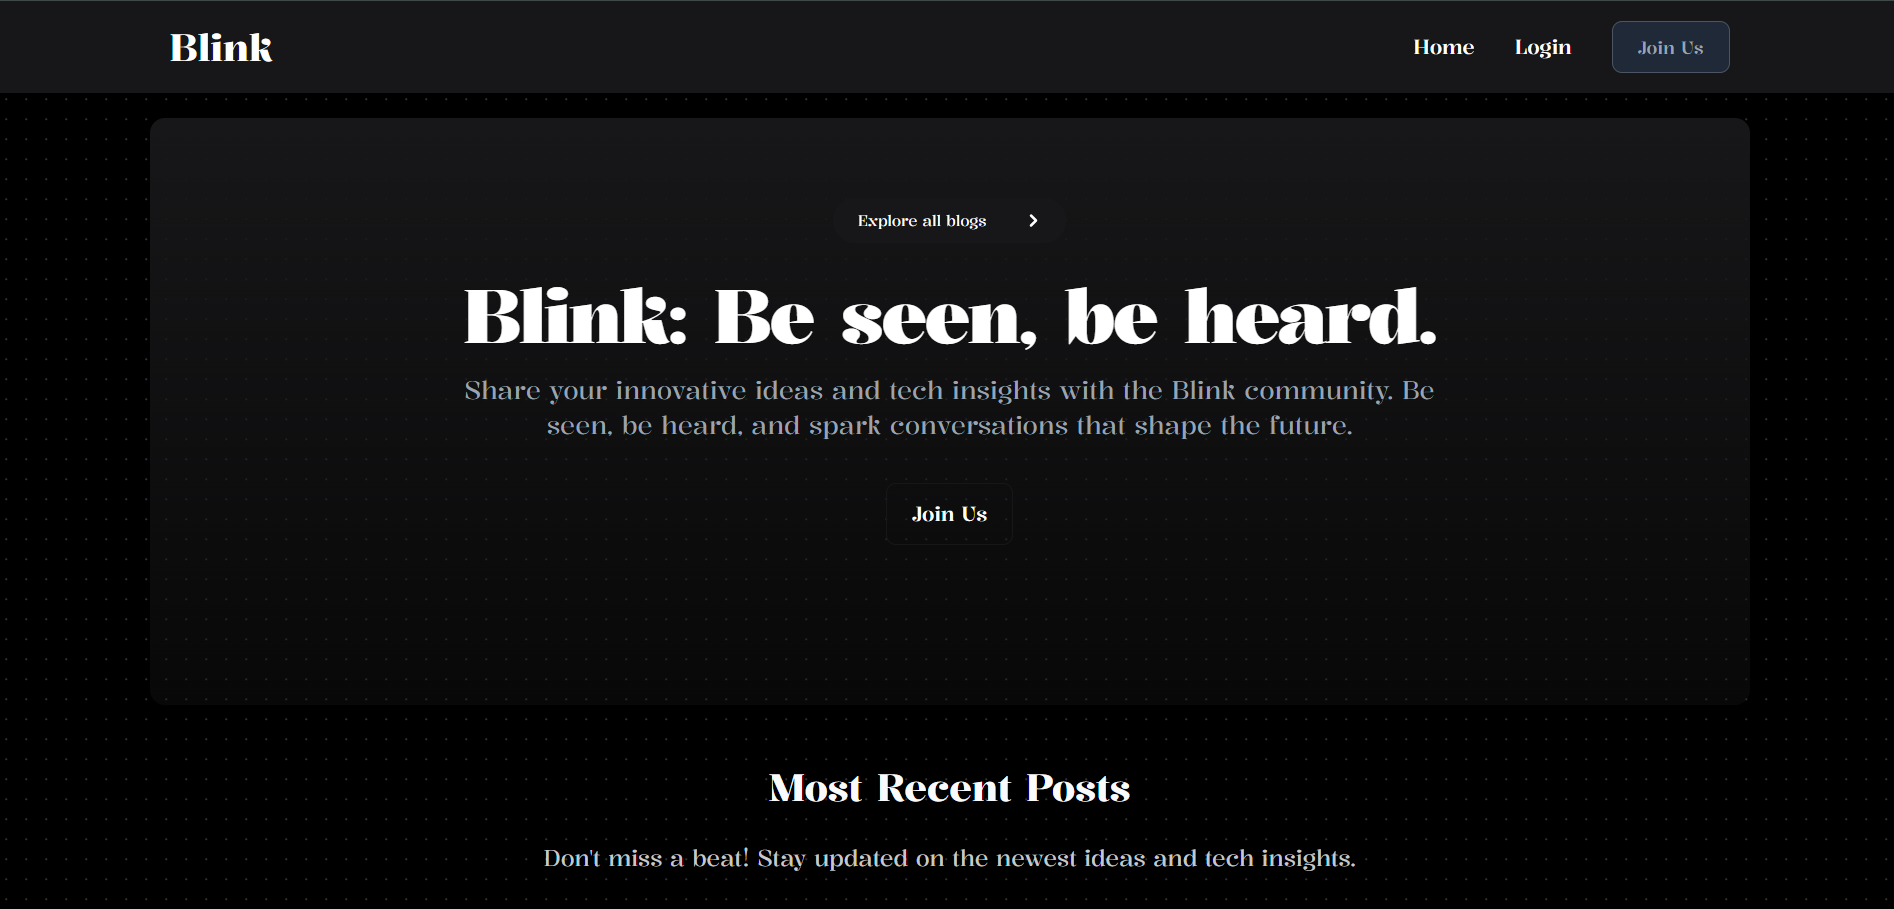 Blink
Home
Login
Join Us
Explore all blogs
Blink: Be seen, be heard.
Share your innovative ideas and tech insights with the Blink community. Be
seen, be heard, and spark conversations that shape the future.
Join Us
Most Recent Posts
Don't miss a beat! Stay updated on the newest ideas and tech insights.